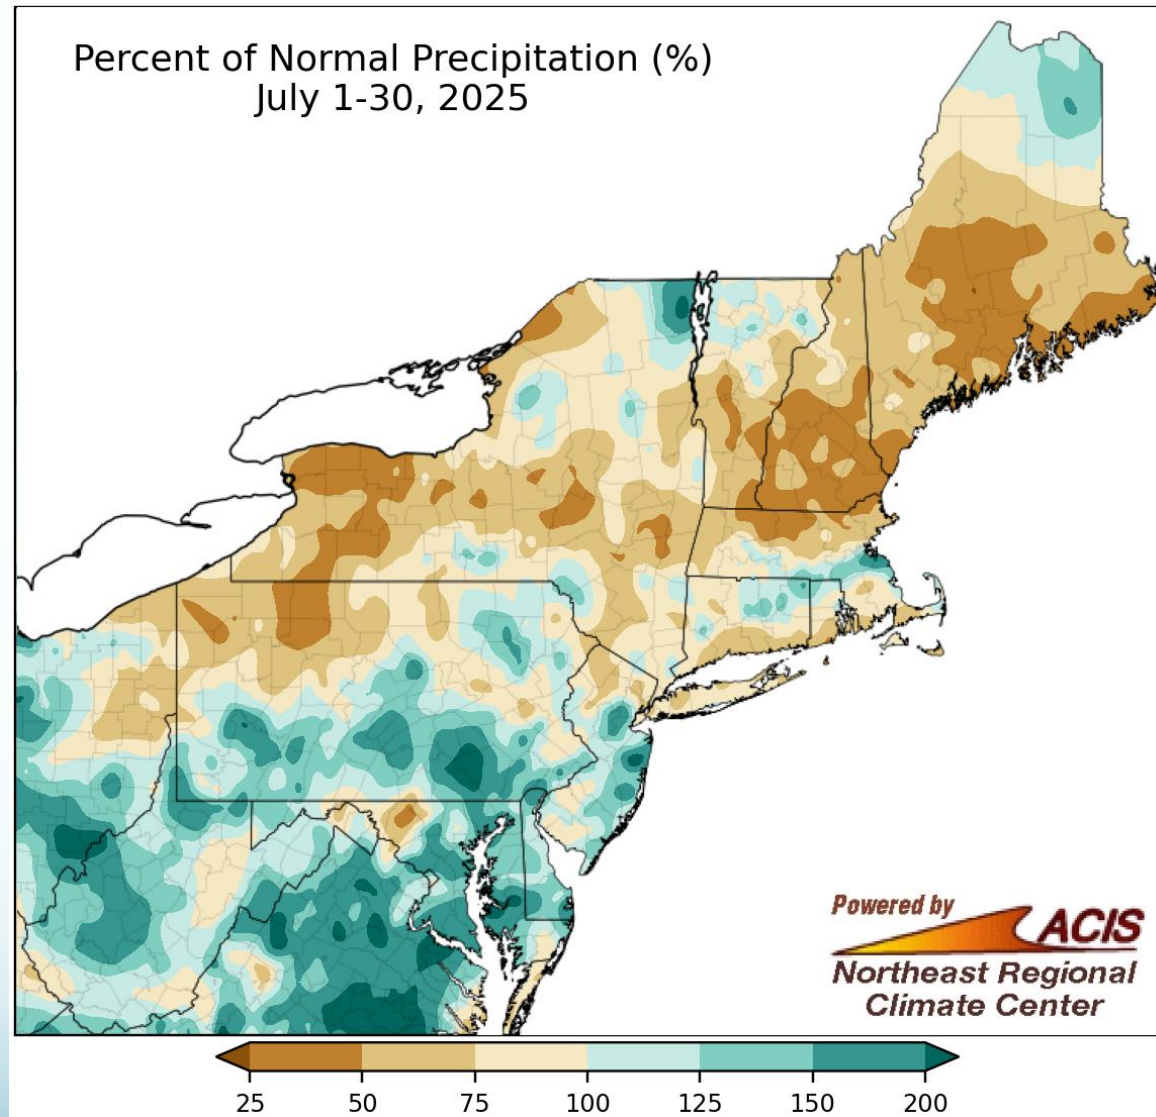 Percent of Normal Precipitation (%)
July 1-30, 2025
Powered by
ACIS
Northeast Regional
Climate Center
25 50 75 100 125 150 200